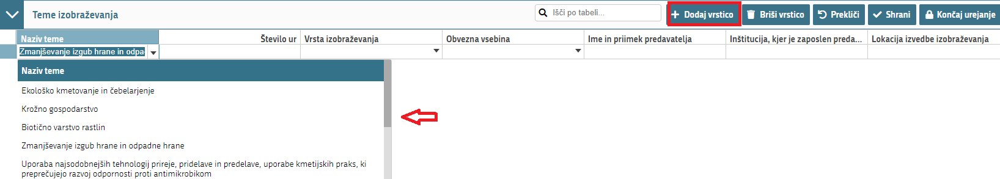 Teme izobraževanja
Išči po tabeli...
Dodaj vrstico
Briši vrstico
Prekliči
Shrani
Končaj urejanje
Naziv teme
Število ur
Vrsta izobraževanja
Obvezna vsebina
Ime in priimek predavatelja
Inštitucija, kjer je zaposlen preda...
Lokacija izvedbe izobraževanja
Zmanjševanje izgub hrane in odpa
Naziv teme
Ekološko kmetovanje in čebelarjenje
Krožno gospodarstvo
Biotično varstvo rastlin
Zmanjševanje izgub hrane in odpadne hrane
Uporaba najsodobnejših tehnologij prireje, pridelave in predelave, uporabe kmetijskih praks, ki
preprečujejo razvoj odpornosti proti antimikrobikom